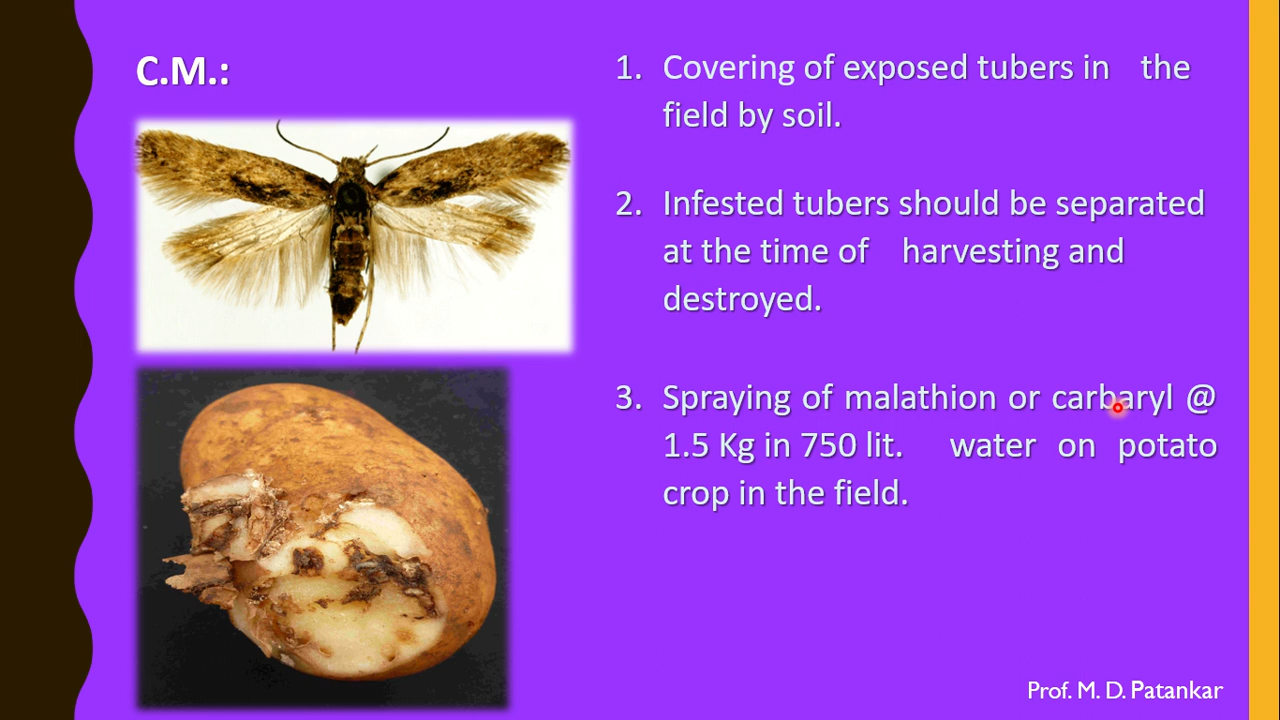 C.M.:
1. Covering of exposed tubers in the
field by soil.
2. Infested tubers should be separated
at the time of harvesting and
destroyed.
3. Spraying of malathion or carbaryl @
1.5 Kg in 750 lit. water on potato
crop in the field.
Prof. M. D. Patankar